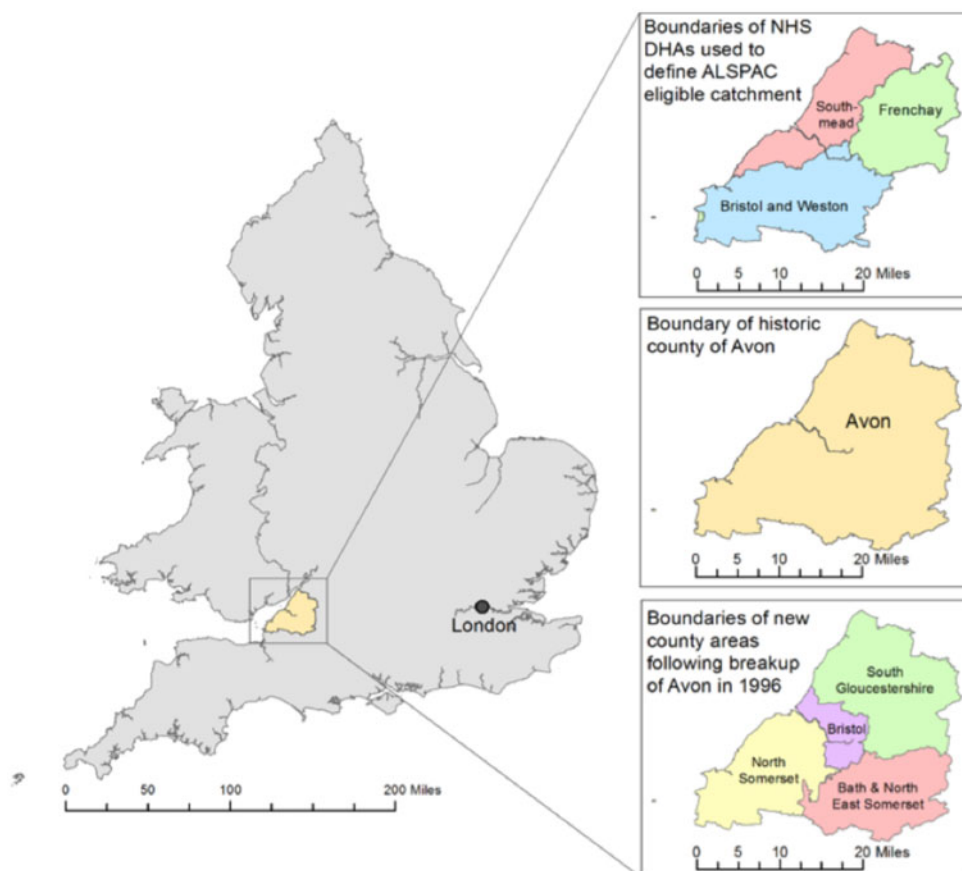 Boundaries of NHS
DHAs used to
define ALSPAC
eligible catchment
South-
mead
Frenchay
Bristol and Weston
0 5 10 20 Miles
Boundary of historic
county of Avon
Avon
0 5 10 20 Miles
London
0 50 100 200 Miles
Boundaries of new
county areas
following breakup
of Avon in 1996
South
Gloucestershire
Bristol
North
Somerset
Bath & North
East Somerset
0 5 10 20 Miles